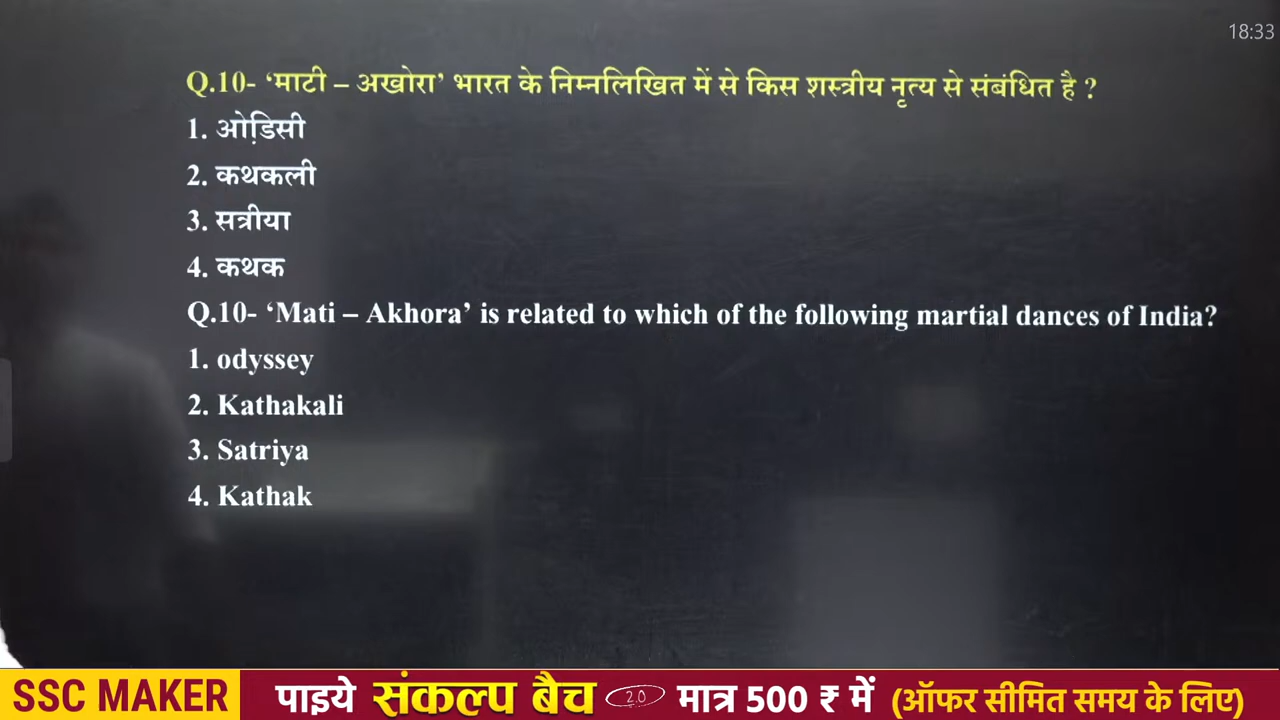 18:33
Q.10- ‘माटी – अखोरा’ भारत के निम्नलिखित में से किस शस्त्रीय नृत्य से संबंधित है ?
1. ओड़िसी
2. कथकली
3. सत्रीया
4. कथक
Q.10- ‘Mati – Akhora’ is related to which of the following martial dances of India?
1. odyssey
2. Kathakali
3. Satriya
4. Kathak
SSC MAKER पाइये संकल्प बैच 2.0 मात्र 500 ₹ में (ऑफर सीमित समय के लिए)